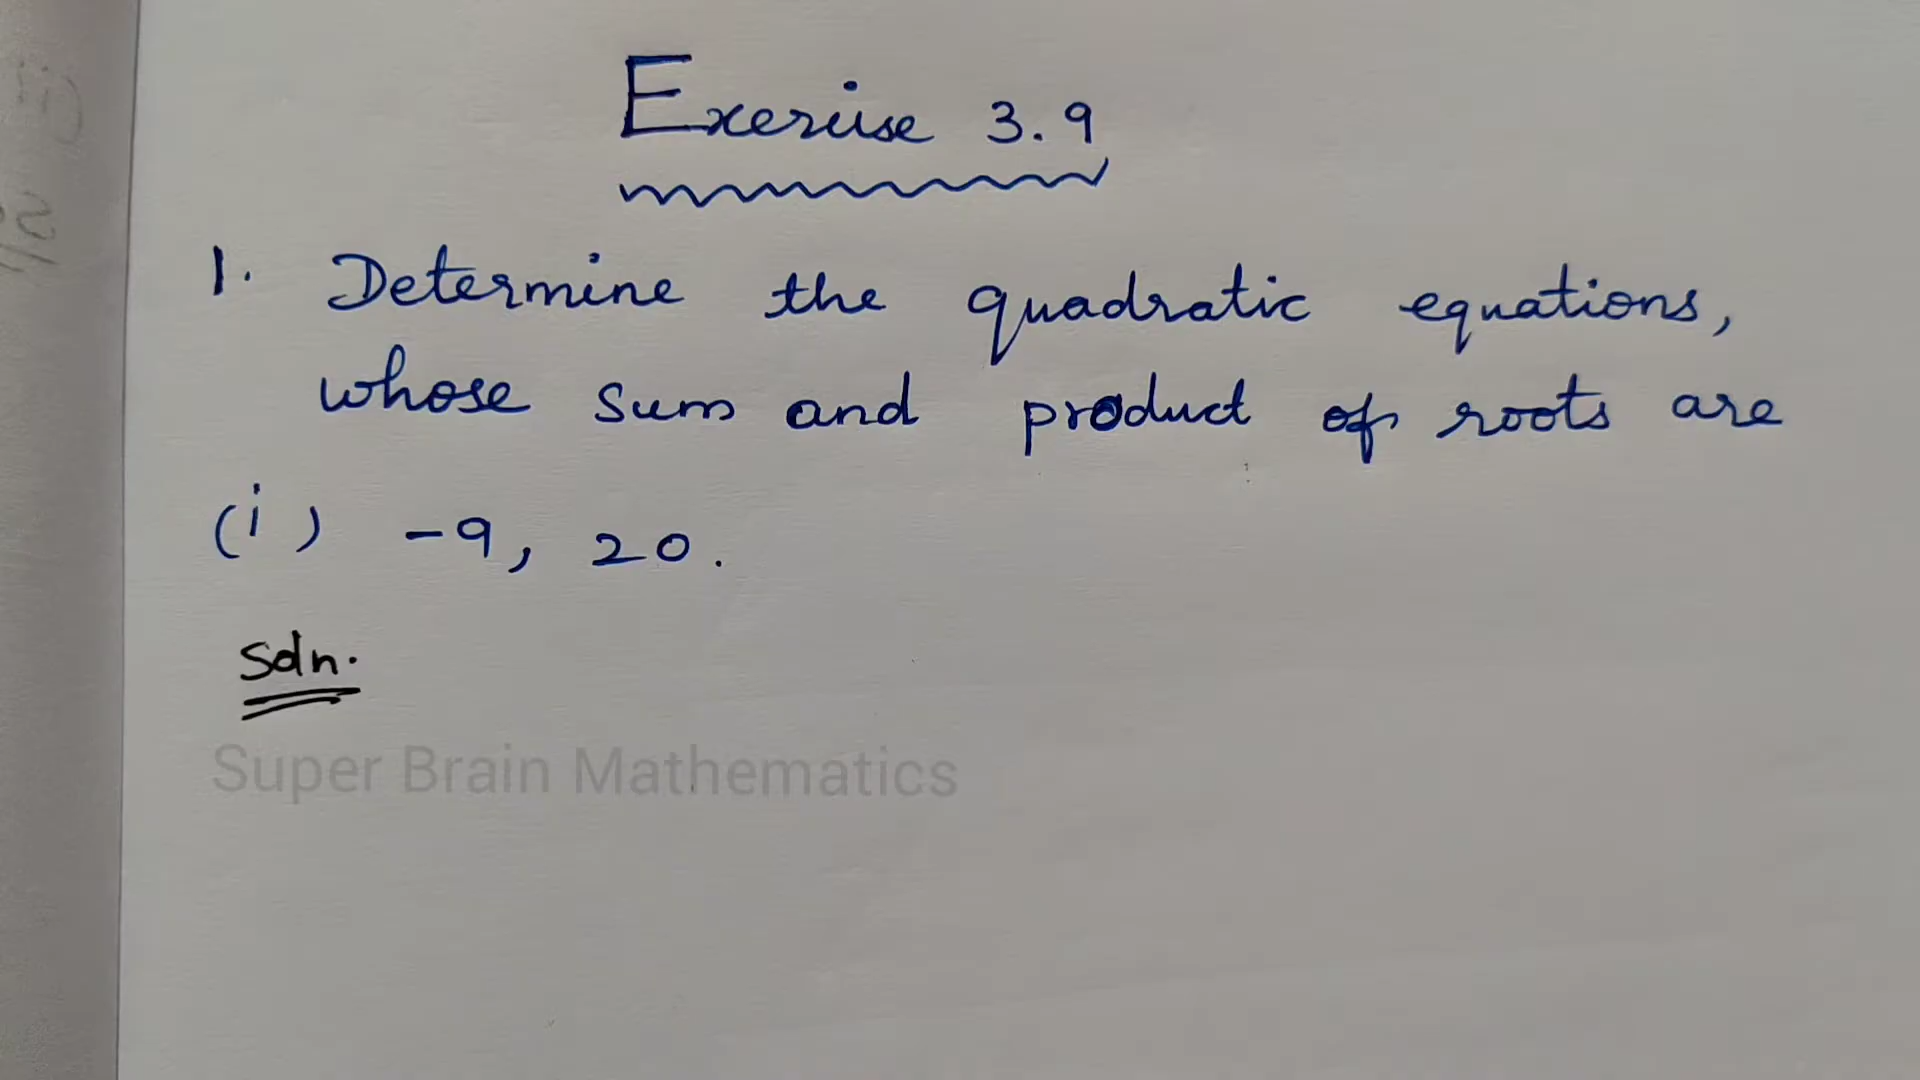 Exercise 3.9
1. Determine the quadratic equations,
whose sum and product of roots are
(i) -9, 20.
Soln.
Super Brain Mathematics